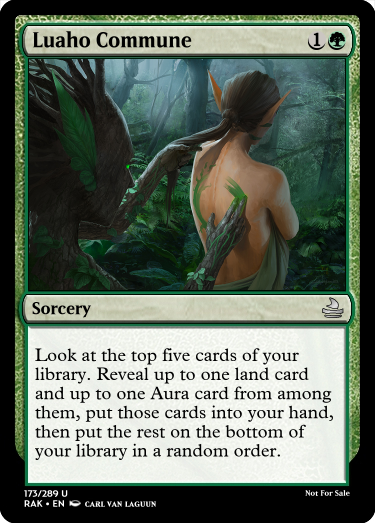 Luaho Commune 1
Sorcery
Look at the top five cards of your
library. Reveal up to one land card
and up to one Aura card from among
them, put those cards into your hand,
then put the rest on the bottom of
your library in a random order.
173/289 U
Not For Sale
RAK • EN CARL VAN LAGUUN